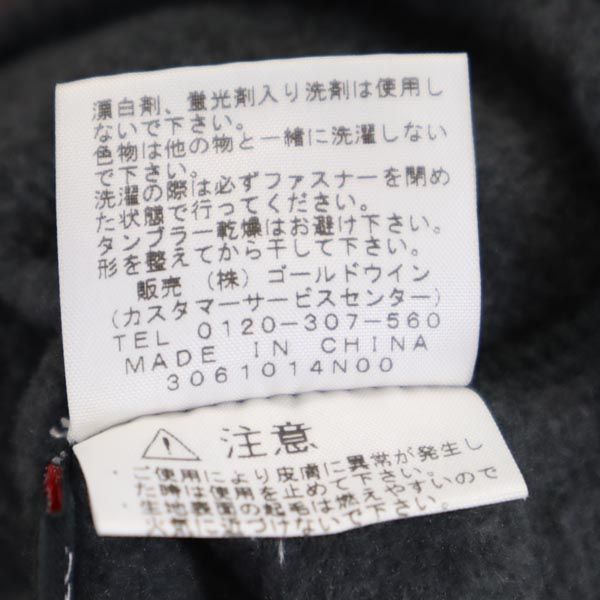 漂白剤、蛍光剤入り洗剤は使用し
ないで下さい。
色物は他の物と一緒に洗濯しない
で下さい。
洗濯の際は必ずファスナーを閉め
た状態で行ってください。
タンブラー乾燥はお避け下さい。
形を整えてから干して下さい。
販売 (株) ゴールドウイン
(カスタマーサービスセンター)
TEL 0120-307-560
MADE IN CHINA
3061014N00
注意
ご使用により皮膚に異常が発生し
た時は使用を止めて下さい。
生地表面の起毛は燃えやすいので
火気に近づけないで下さい。